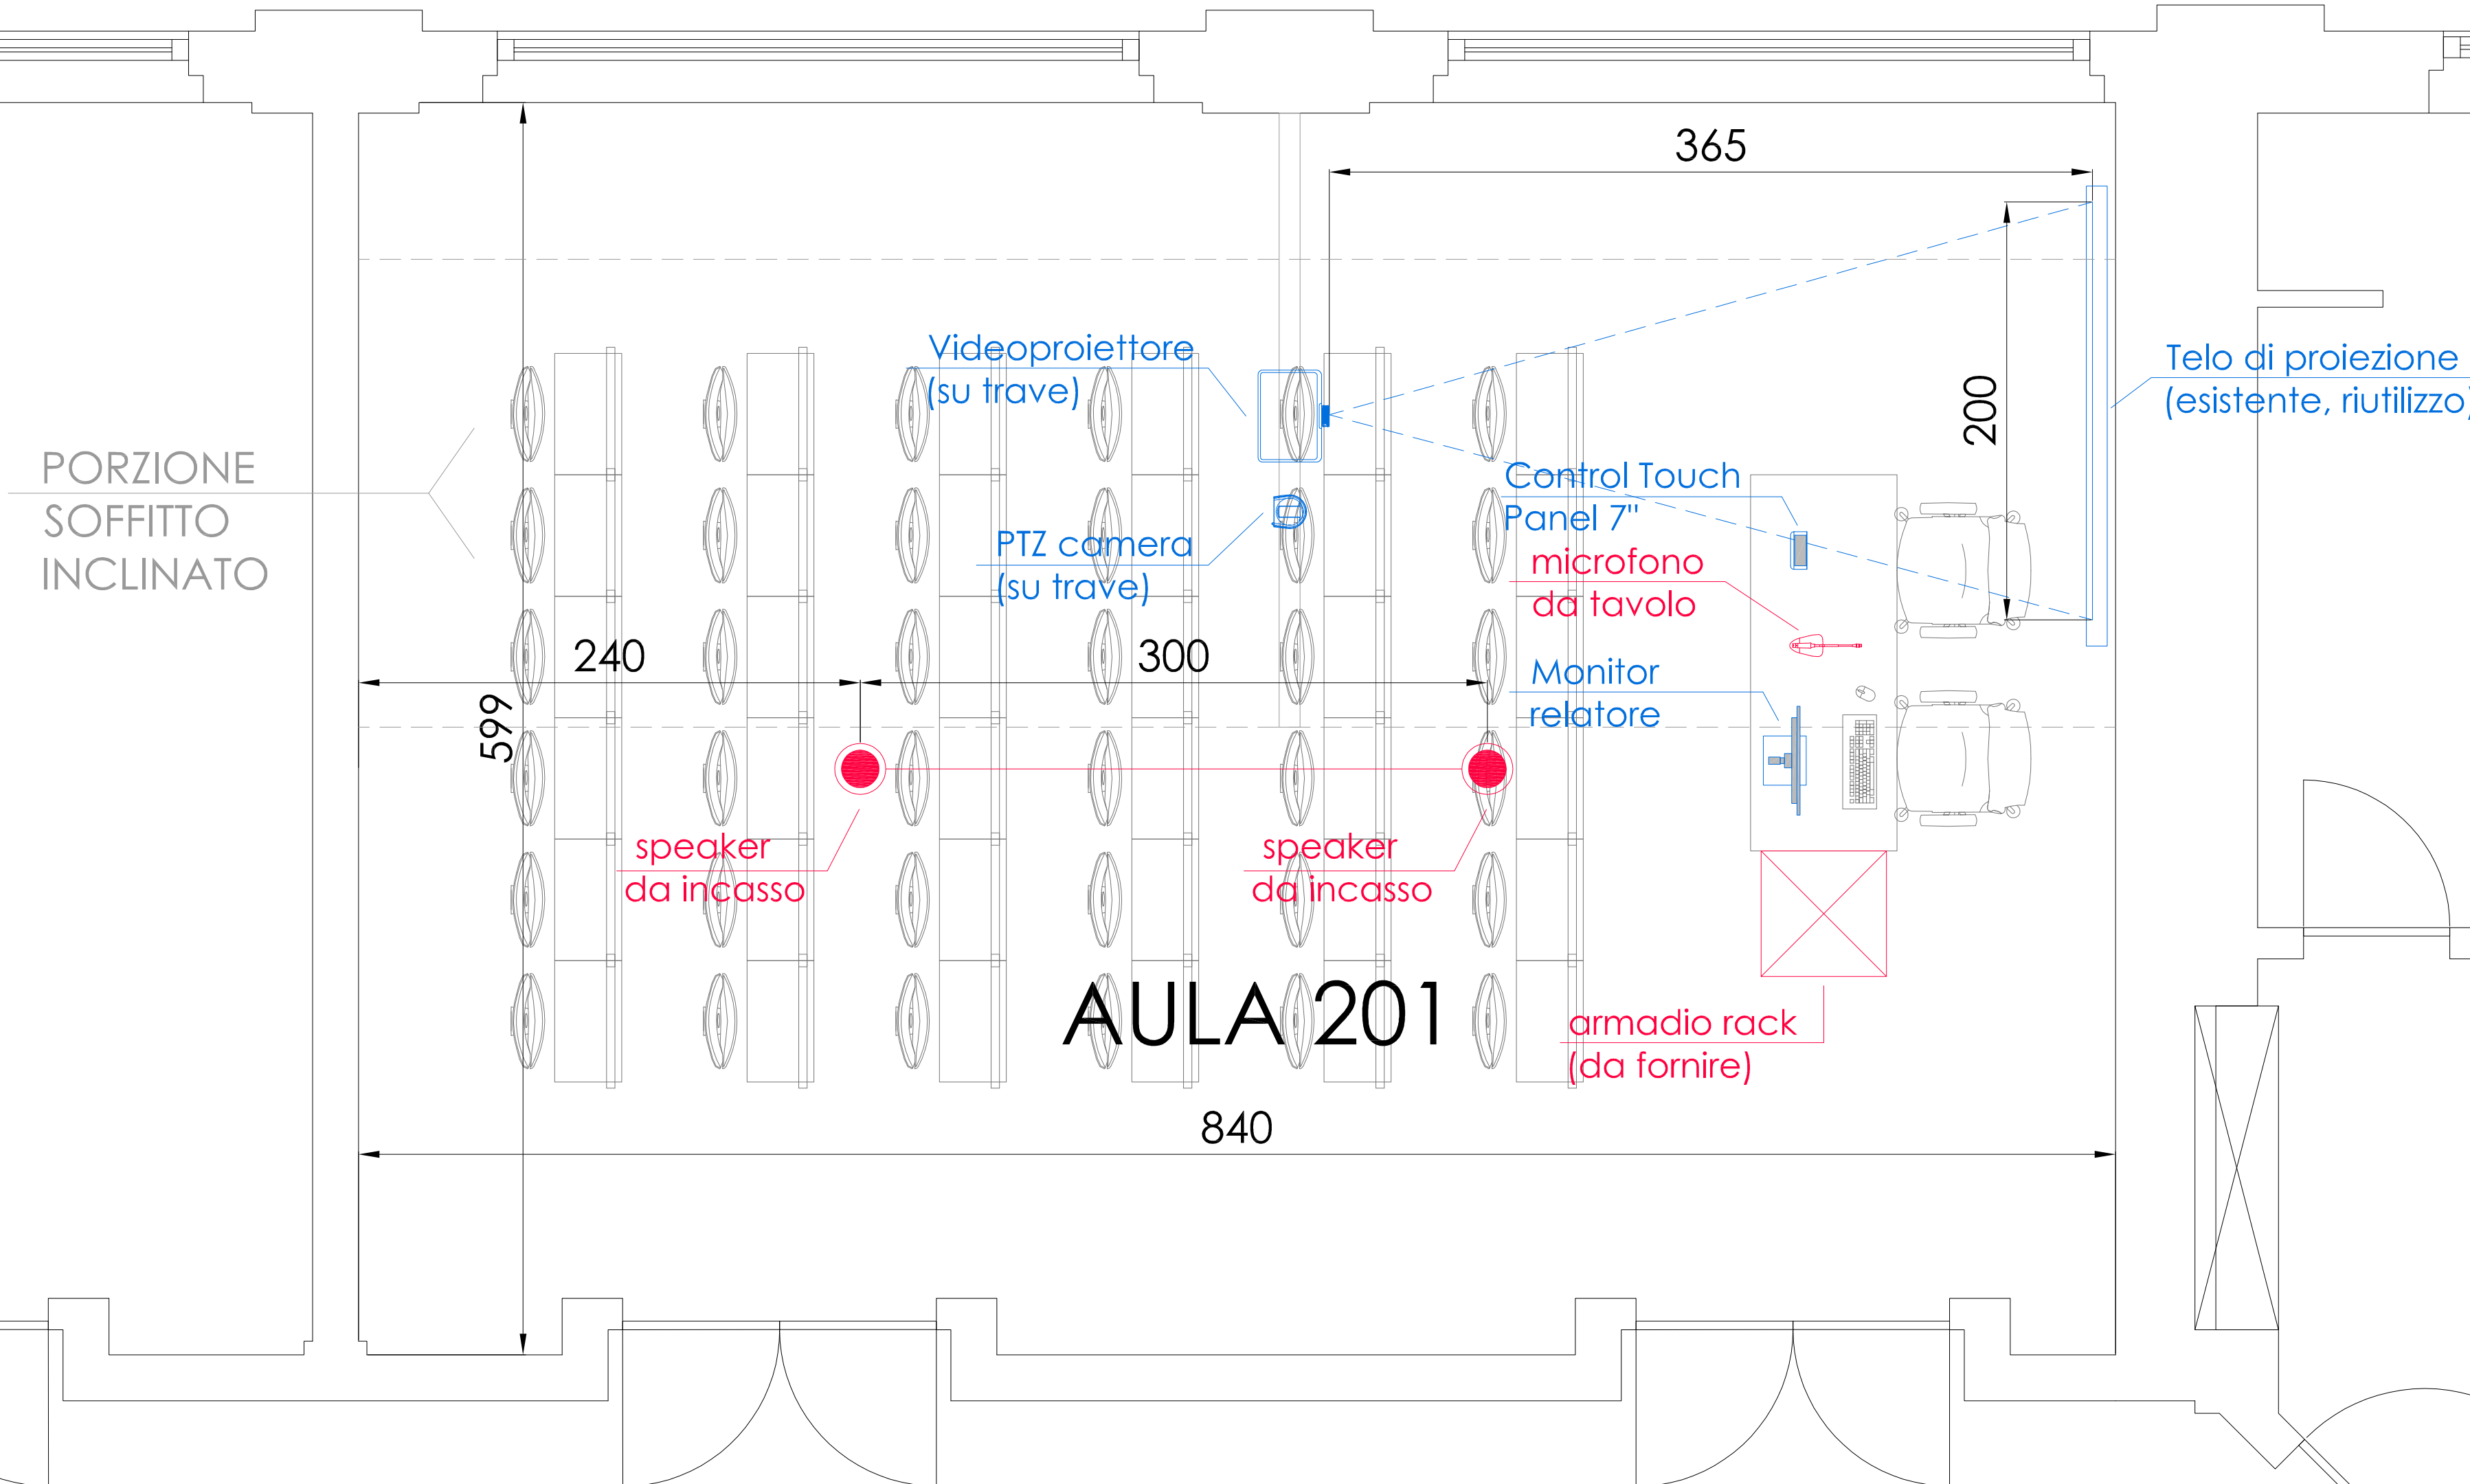 365
Videoproiettore
(su trave)
Telo di proiezione
(esistente, riutilizzo)
200
PORZIONE
SOFFITTO
INCLINATO
Control Touch
Panel 7"
PTZ camera
(su trave)
microfono
da tavolo
240
300
Monitor
relatore
599
speaker
da incasso
speaker
da incasso
AULA 201
armadio rack
(da fornire)
840